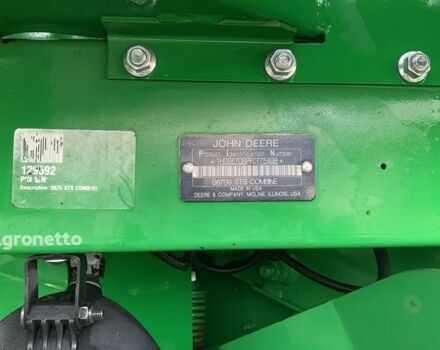 JOHN DEERE
Product Identification Number
S670S STS COMBINE
MADE IN USA
DEERE & COMPANY, MOLINE, ILLINOIS, USA
129392
Description: S670 STS COMBINE
Agronetto